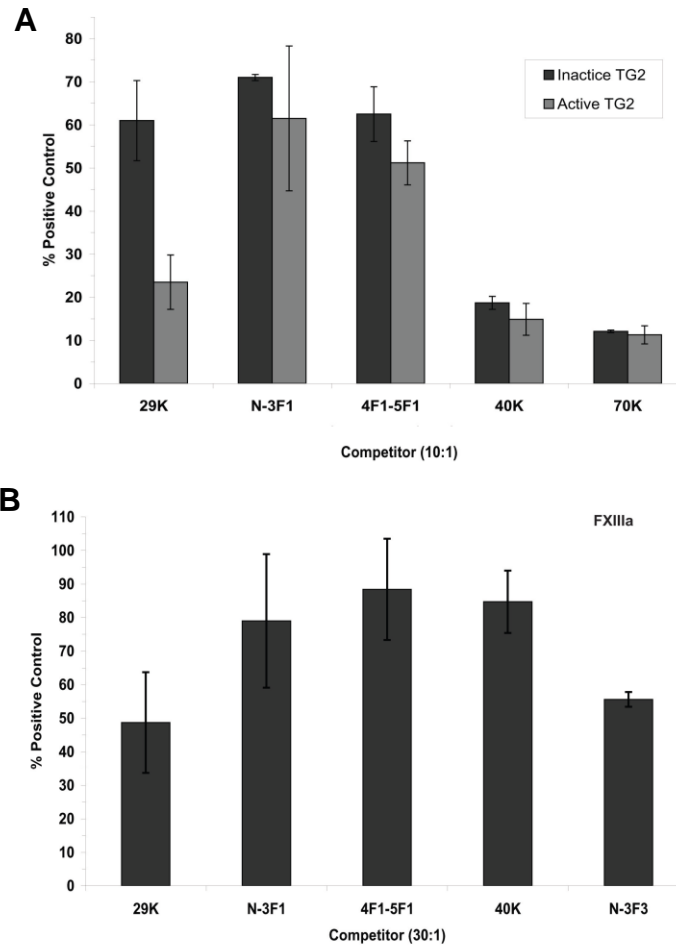 A
80
70
60
50
40
30
20
10
0
% Positive Control
Inactice TG2
Active TG2
29K N-3F1 4F1-5F1 40K 70K
Competitor (10:1)
B
110
100
90
80
70
60
50
40
30
20
10
0
% Positive Control
FXIIIa
29K N-3F1 4F1-5F1 40K N-3F3
Competitor (30:1)